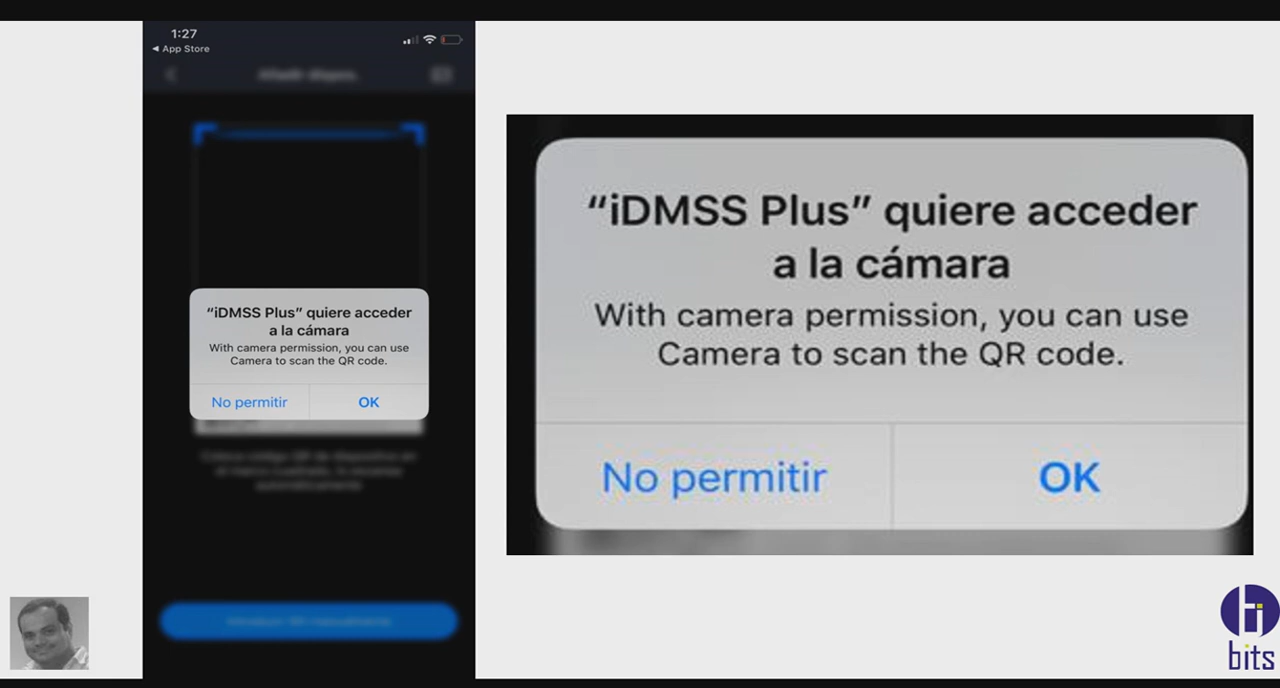 1:27
App Store
“iDMSS Plus” quiere acceder
a la cámara
With camera permission, you can use
Camera to scan the QR code.
No permitir
OK
“iDMSS Plus” quiere acceder
a la cámara
With camera permission, you can use
Camera to scan the QR code.
No permitir
OK
hi
bits